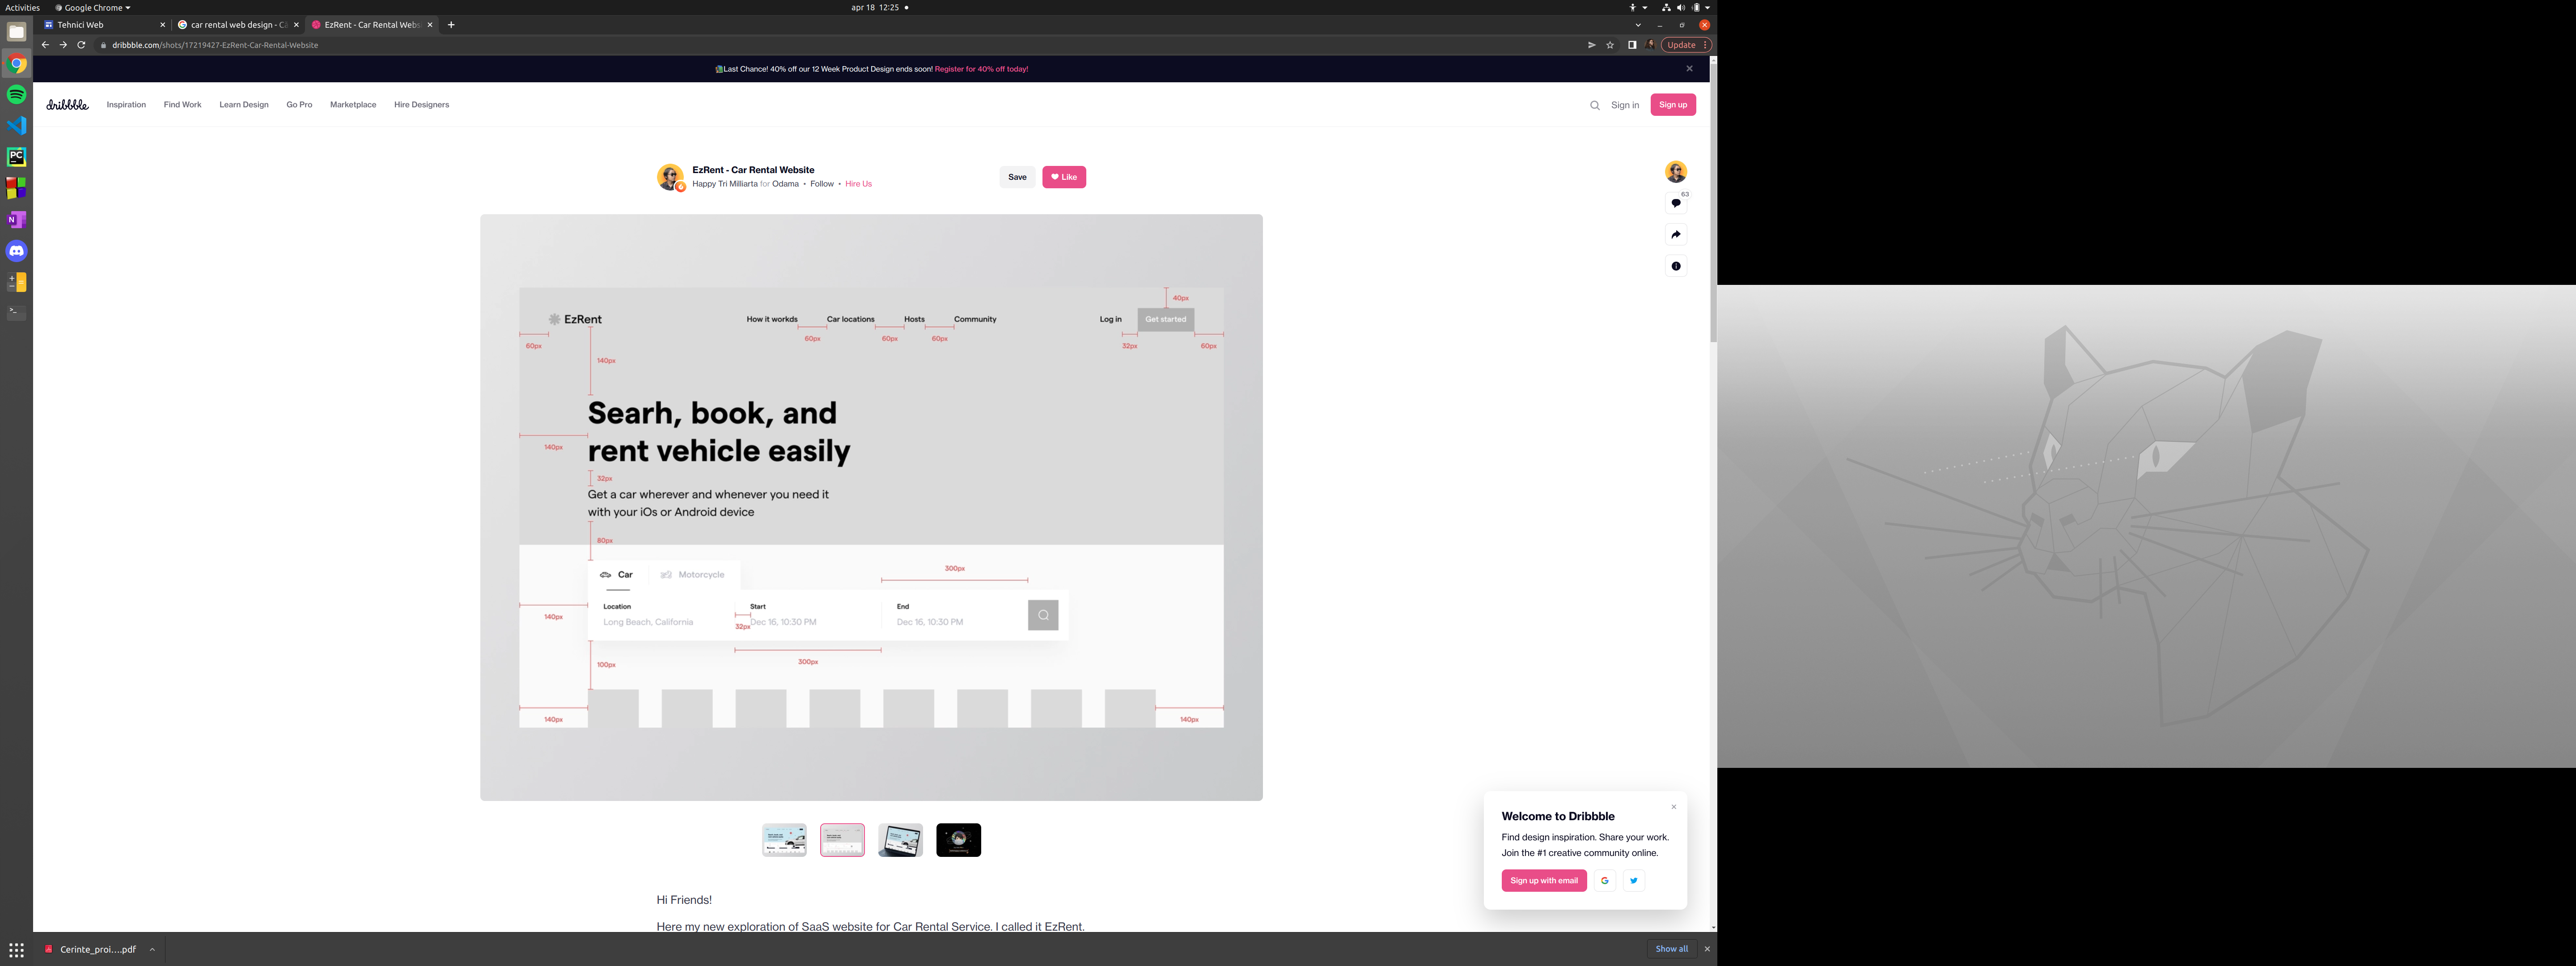 Activities
Google Chrome
apr 18 12:25
Tehnici Web
car rental web design - Că
EzRent - Car Rental Webs
dribbble.com/shots/17219427-EzRent-Car-Rental-Website
Update
Last Chance! 40% off our 12 Week Product Design ends soon! Register for 40% off today!
dribbble
Inspiration
Find Work
Learn Design
Go Pro
Marketplace
Hire Designers
Sign in
Sign up
EzRent - Car Rental Website
Happy Tri Milliarta for Odama • Follow • Hire Us
Save
Like
63
40px
EzRent
How it workds
Car locations
Hosts
Community
Log in
Get started
60px
60px
60px
60px
32px
60px
140px
Searh, book, and
rent vehicle easily
140px
32px
Get a car wherever and whenever you need it
with your iOs or Android device
80px
Car
Motorcycle
300px
Location
Start
End
140px
Long Beach, California
32px
Dec 16, 10:30 PM
Dec 16, 10:30 PM
300px
100px
140px
140px
Welcome to Dribbble
Find design inspiration. Share your work.
Join the #1 creative community online.
Sign up with email
Hi Friends!
Here my new exploration of SaaS website for Car Rental Service. I called it EzRent.
Cerinte_proi....pdf
Show all